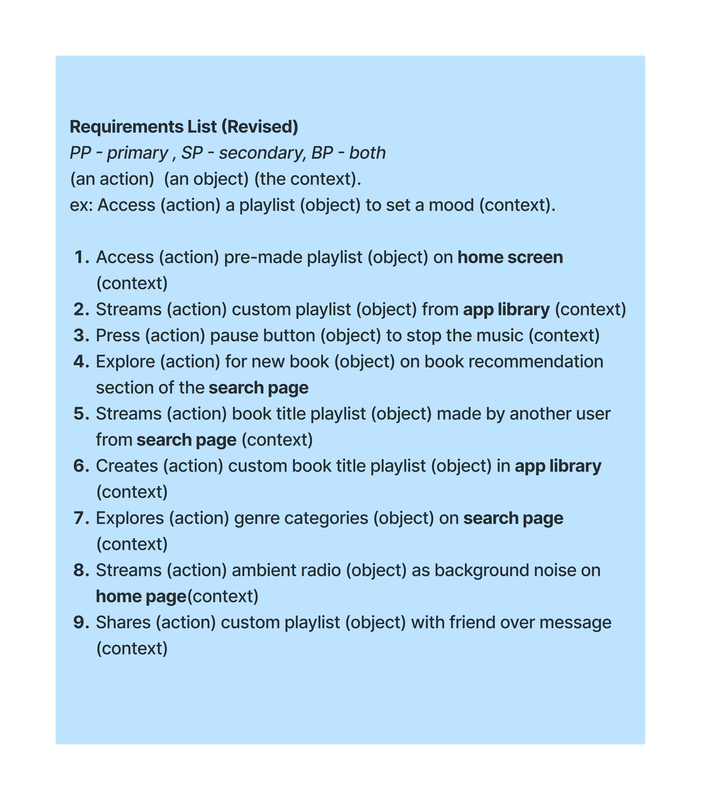 Requirements List (Revised)
PP - primary , SP - secondary, BP - both
(an action)  (an object) (the context).
ex: Access (action) a playlist (object) to set a mood (context).
1. Access (action) pre-made playlist (object) on home screen
(context)
2. Streams (action) custom playlist (object) from app library (context)
3. Press (action) pause button (object) to stop the music (context)
4. Explore (action) for new book (object) on book recommendation
section of the search page
5. Streams (action) book title playlist (object) made by another user
from search page (context)
6. Creates (action) custom book title playlist (object) in app library
(context)
7. Explores (action) genre categories (object) on search page
(context)
8. Streams (action) ambient radio (object) as background noise on
home page(context)
9. Shares (action) custom playlist (object) with friend over message
(context)